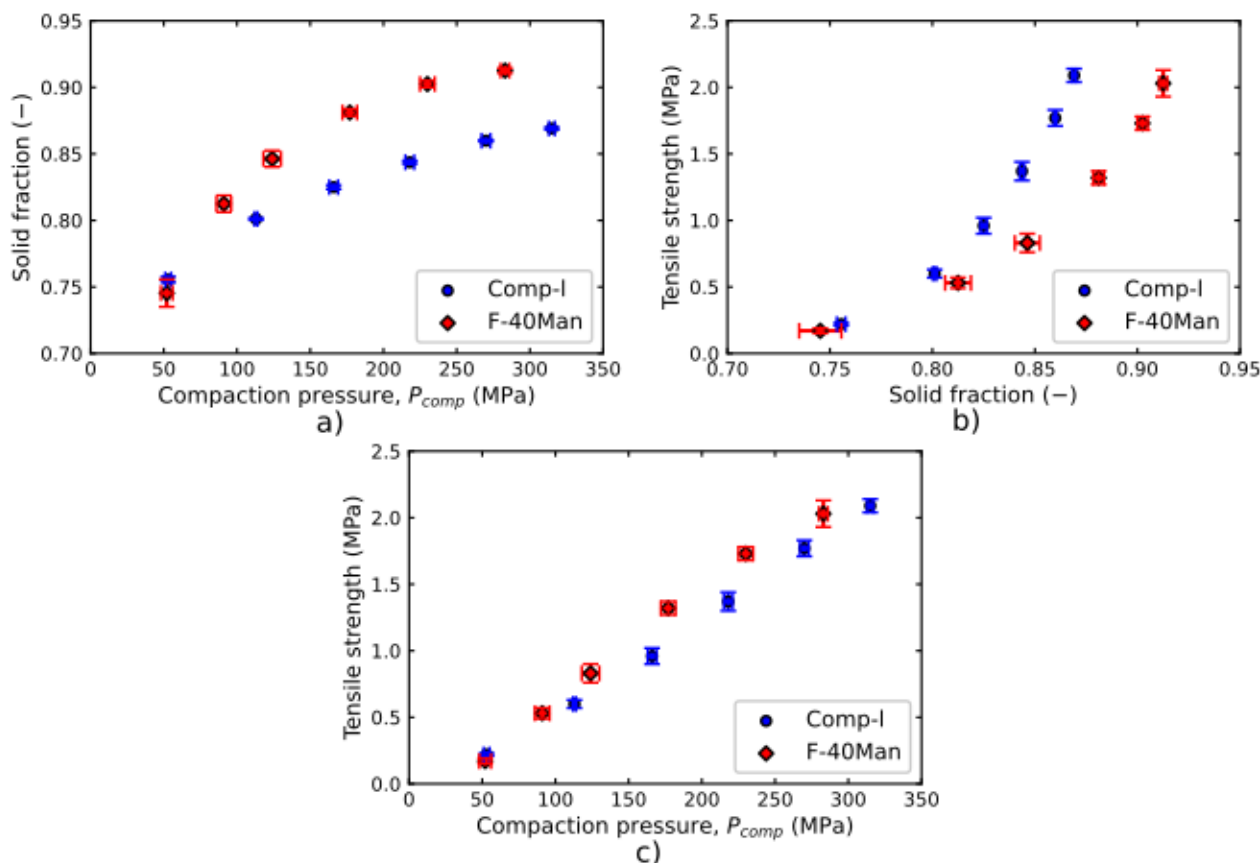 0.95
0.90
0.85
0.80
0.75
0.70
Solid fraction (−)
Comp-I
F-40Man
0 50 100 150 200 250 300 350
Compaction pressure, P_comp (MPa)
a)
2.5
2.0
1.5
1.0
0.5
0.0
Tensile strength (MPa)
Comp-I
F-40Man
0.70 0.75 0.80 0.85 0.90 0.95
Solid fraction (−)
b)
2.5
2.0
1.5
1.0
0.5
0.0
Tensile strength (MPa)
Comp-I
F-40Man
0 50 100 150 200 250 300 350
Compaction pressure, P_comp (MPa)
c)